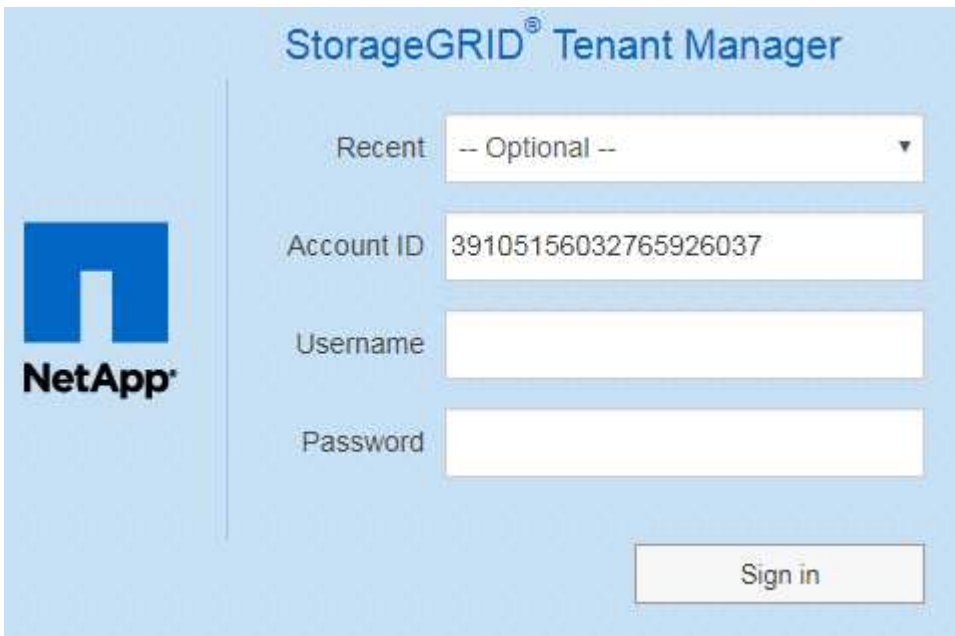 StorageGRID® Tenant Manager
Recent -- Optional --
Account ID 39105156032765926037
Username
NetApp®
Password
Sign in